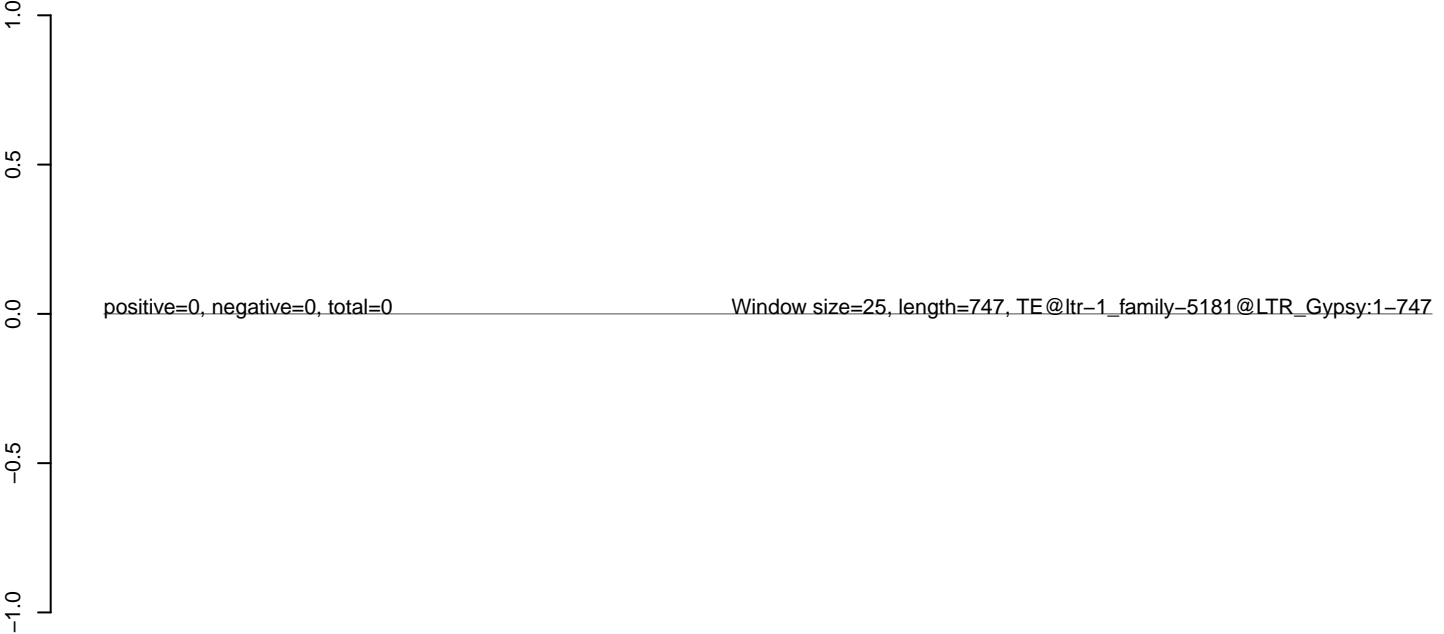 1.0
0.5
0.0
−0.5
−1.0
positive=0, negative=0, total=0
Window size=25, length=747, TE@ltr−1_family−5181@LTR_Gypsy:1−747